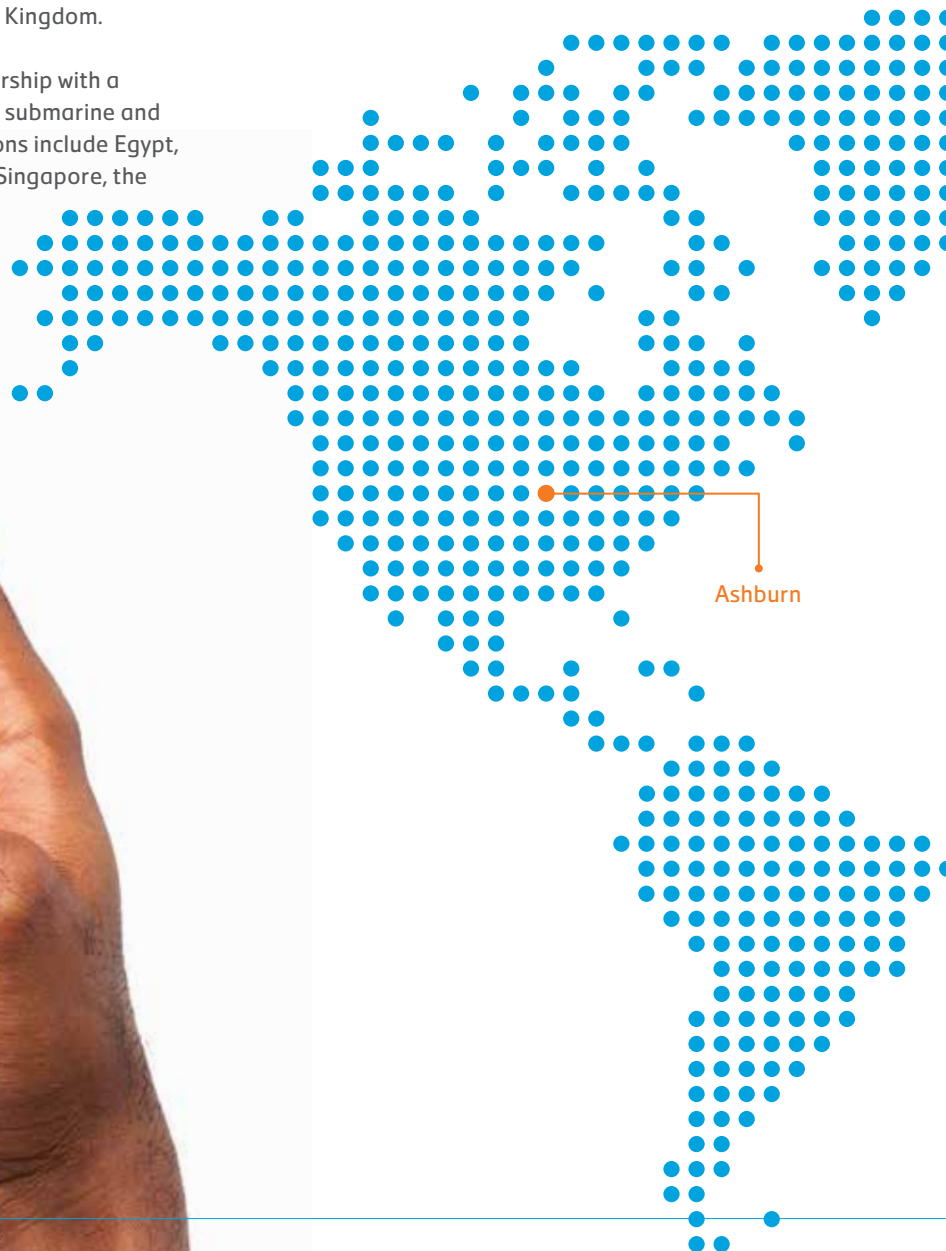 Kingdom.
rship with a
submarine and
ons include Egypt,
Singapore, the
Ashburn